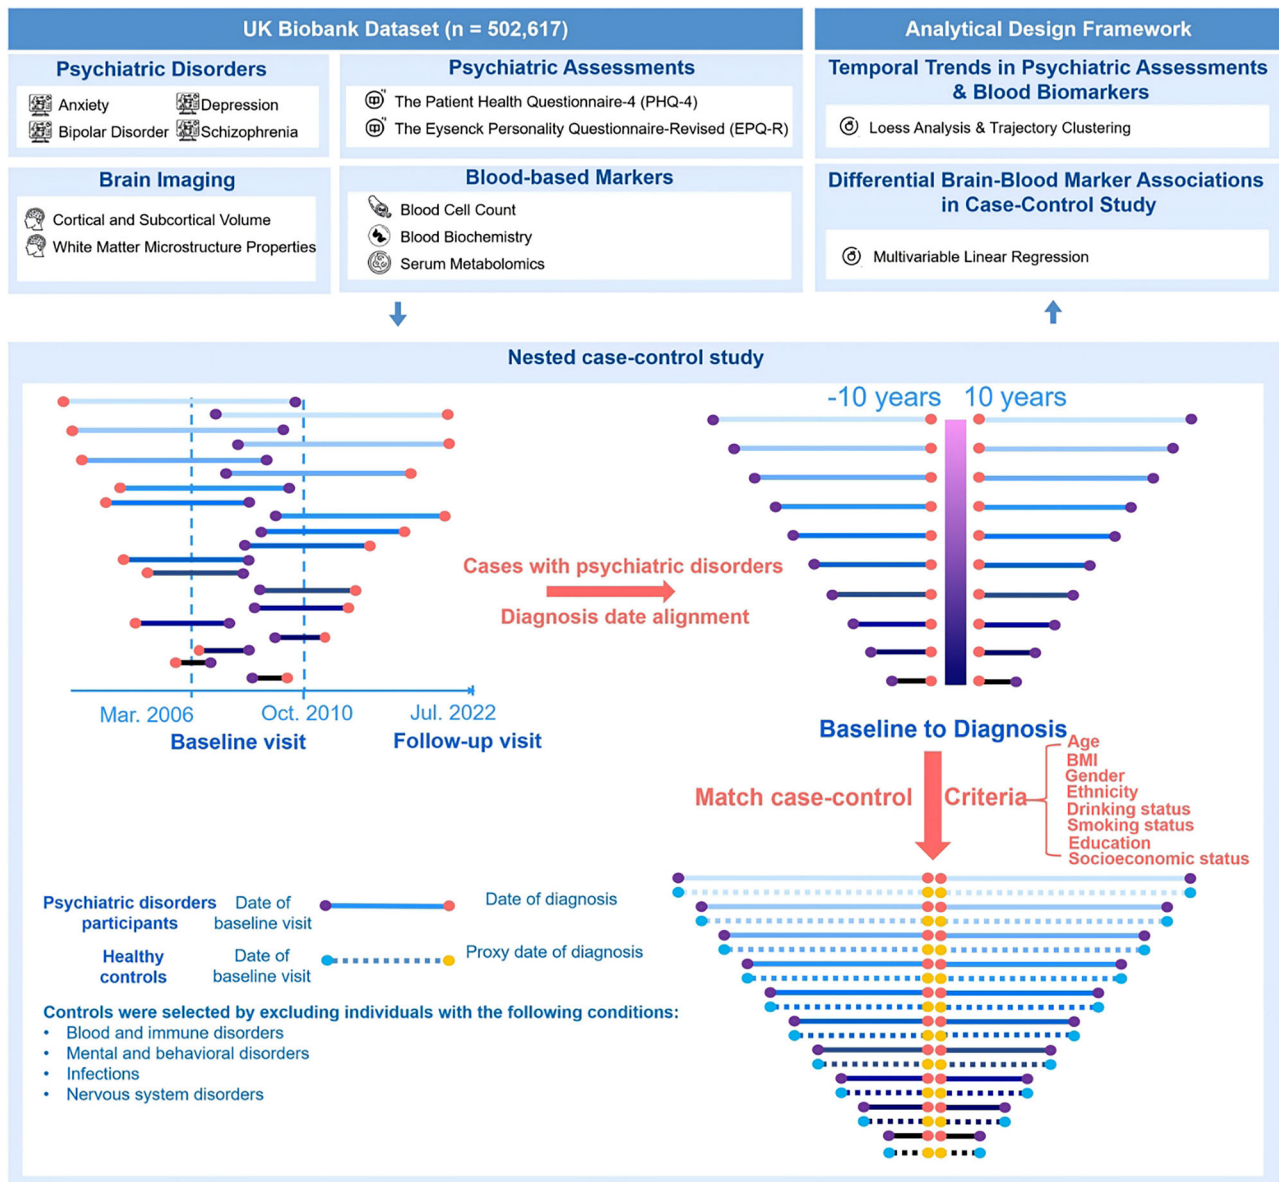 UK Biobank Dataset (n = 502,617)
Psychiatric Disorders
Anxiety
Depression
Bipolar Disorder
Schizophrenia
Psychiatric Assessments
The Patient Health Questionnaire-4 (PHQ-4)
The Eysenck Personality Questionnaire-Revised (EPQ-R)
Brain Imaging
Cortical and Subcortical Volume
White Matter Microstructure Properties
Blood-based Markers
Blood Cell Count
Blood Biochemistry
Serum Metabolomics
Analytical Design Framework
Temporal Trends in Psychiatric Assessments
& Blood Biomarkers
Loess Analysis & Trajectory Clustering
Differential Brain-Blood Marker Associations
in Case-Control Study
Multivariable Linear Regression
Nested case-control study
Mar. 2006
Oct. 2010
Jul. 2022
Baseline visit
Follow-up visit
Cases with psychiatric disorders
Diagnosis date alignment
-10 years
10 years
Baseline to Diagnosis
Match case-control
Criteria
Age
BMI
Gender
Ethnicity
Drinking status
Smoking status
Education
Socioeconomic status
Psychiatric disorders
participants
Date of
baseline visit
Date of diagnosis
Healthy
controls
Date of
baseline visit
Proxy date of diagnosis
Controls were selected by excluding individuals with the following conditions:
• Blood and immune disorders
• Mental and behavioral disorders
• Infections
• Nervous system disorders